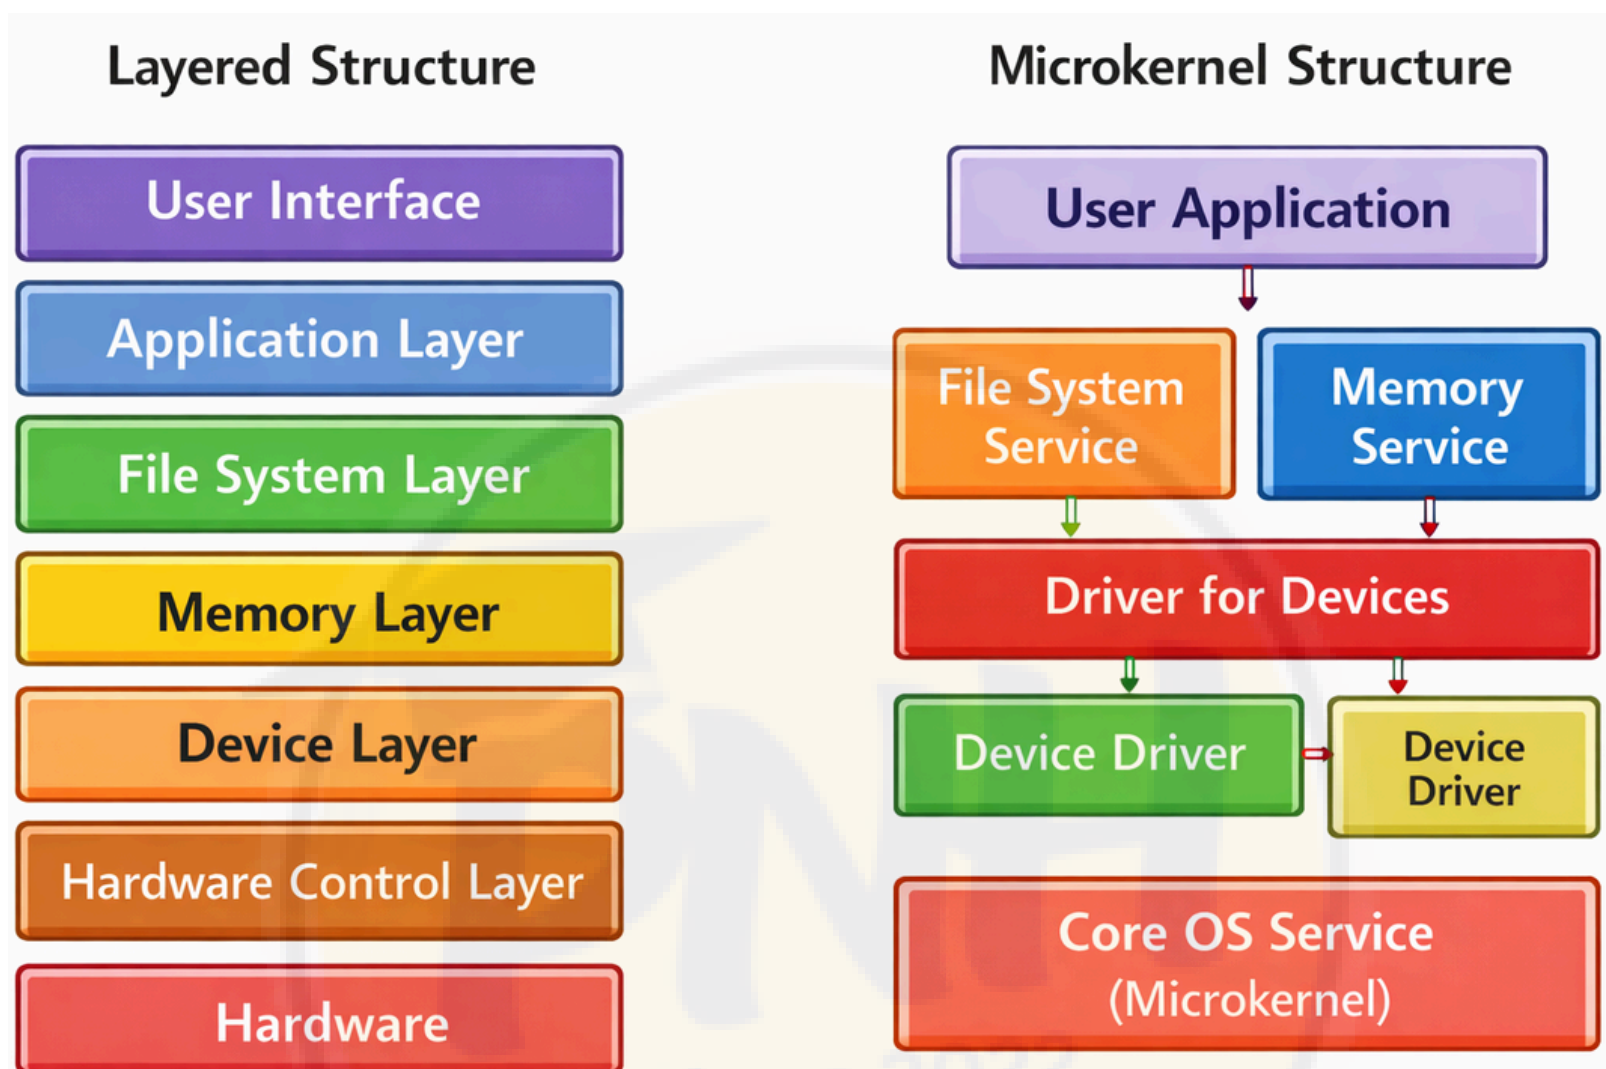 Layered Structure
User Interface
Application Layer
File System Layer
Memory Layer
Device Layer
Hardware Control Layer
Hardware
Microkernel Structure
User Application
File System
Service
Memory
Service
Driver for Devices
Device Driver
Device
Driver
Core OS Service
(Microkernel)
PNH